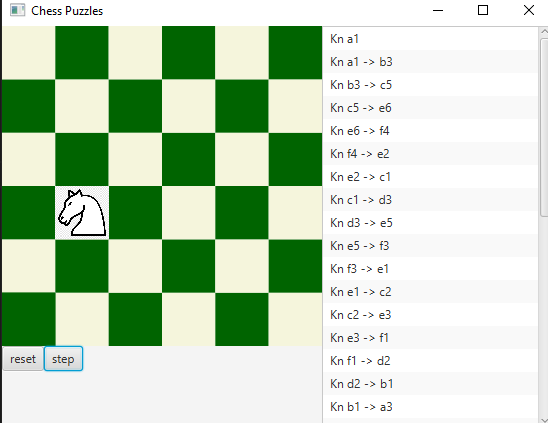 Chess Puzzles
Kn a1
Kn a1 -> b3
Kn b3 -> c5
Kn c5 -> e6
Kn e6 -> f4
Kn f4 -> e2
Kn e2 -> c1
Kn c1 -> d3
Kn d3 -> e5
Kn e5 -> f3
Kn f3 -> e1
Kn e1 -> c2
Kn c2 -> e3
Kn e3 -> f1
Kn f1 -> d2
Kn d2 -> b1
Kn b1 -> a3
reset step